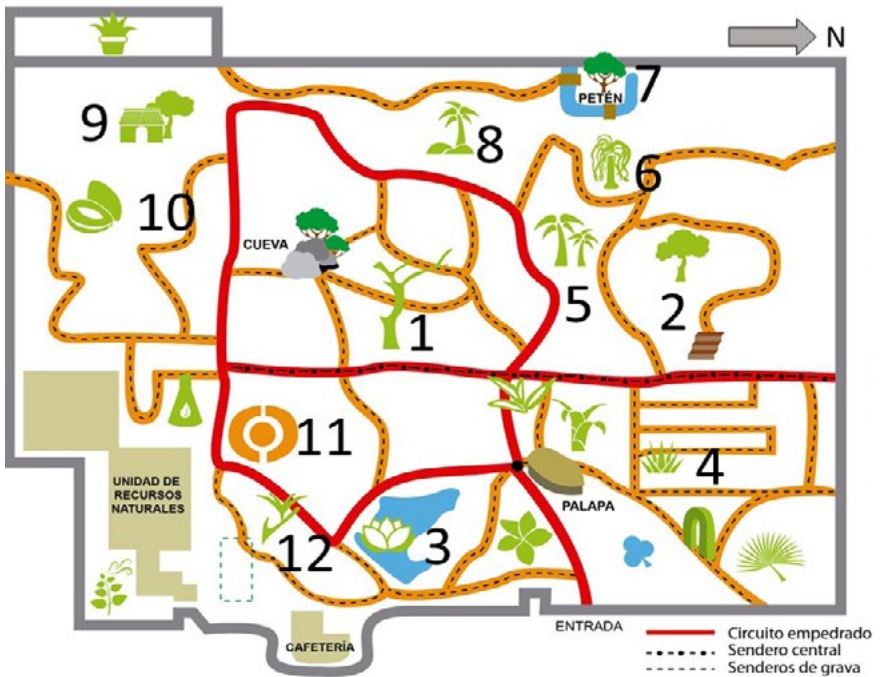 N
7
PETÉN
9
8
6
10
CUEVA
5
2
1
11
4
UNIDAD DE
RECURSOS
NATURALES
PALAPA
12
3
ENTRADA
CAFETERÍA
Circuito empedrado
Sendero central
Senderos de grava